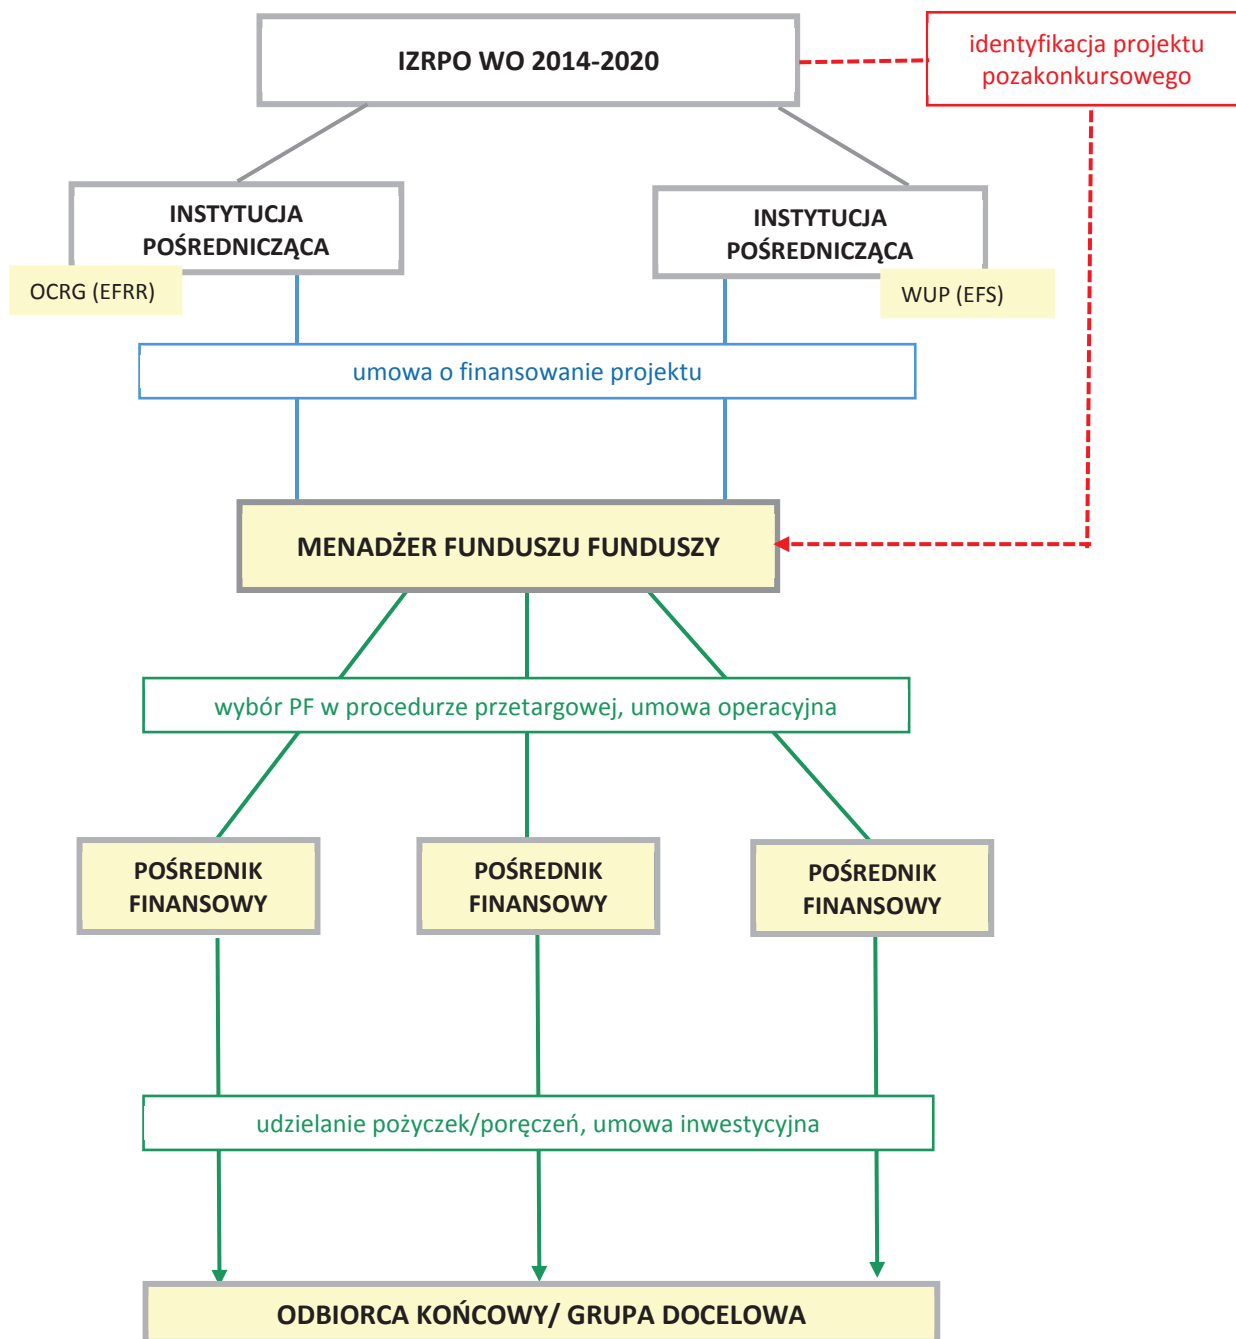 IZRPO WO 2014-2020
identyfikacja projektu
pozakonkursowego
INSTYTUCJA
POŚREDNICZĄCA
OCRG (EFRR)
INSTYTUCJA
POŚREDNICZĄCA
WUP (EFS)
umowa o finansowanie projektu
MENADŻER FUNDUSZU FUNDUSZY
wybór PF w procedurze przetargowej, umowa operacyjna
POŚREDNIK
FINANSOWY
POŚREDNIK
FINANSOWY
POŚREDNIK
FINANSOWY
udzielanie pożyczek/poręczeń, umowa inwestycyjna
ODBIORCA KOŃCOWY/ GRUPA DOCELOWA